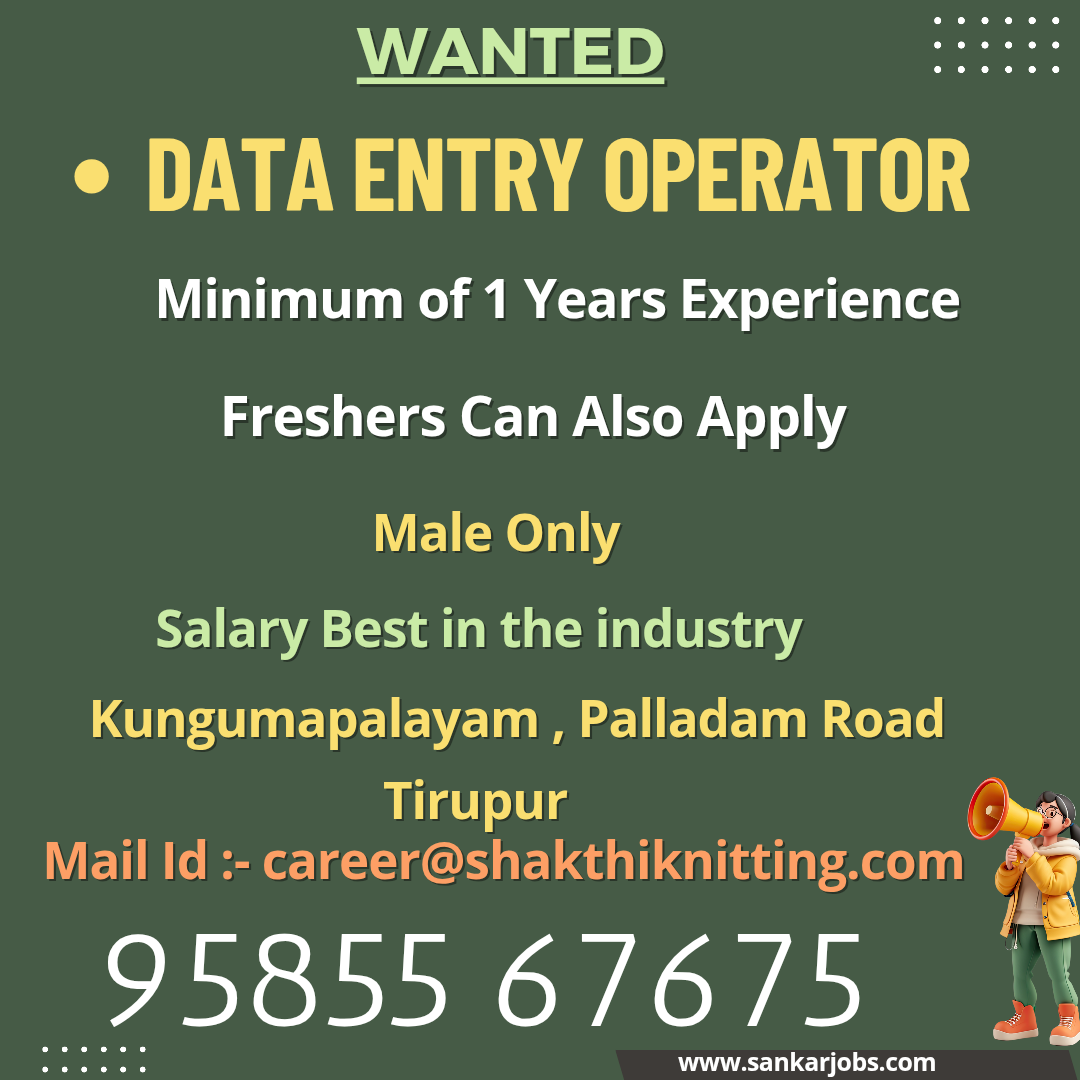 WANTED
• DATA ENTRY OPERATOR
Minimum of 1 Years Experience
Freshers Can Also Apply
Male Only
Salary Best in the industry
Kungumapalayam , Palladam Road
Tirupur
Mail Id :- career@shakthiknitting.com
95855 67675
www.sankarjobs.com